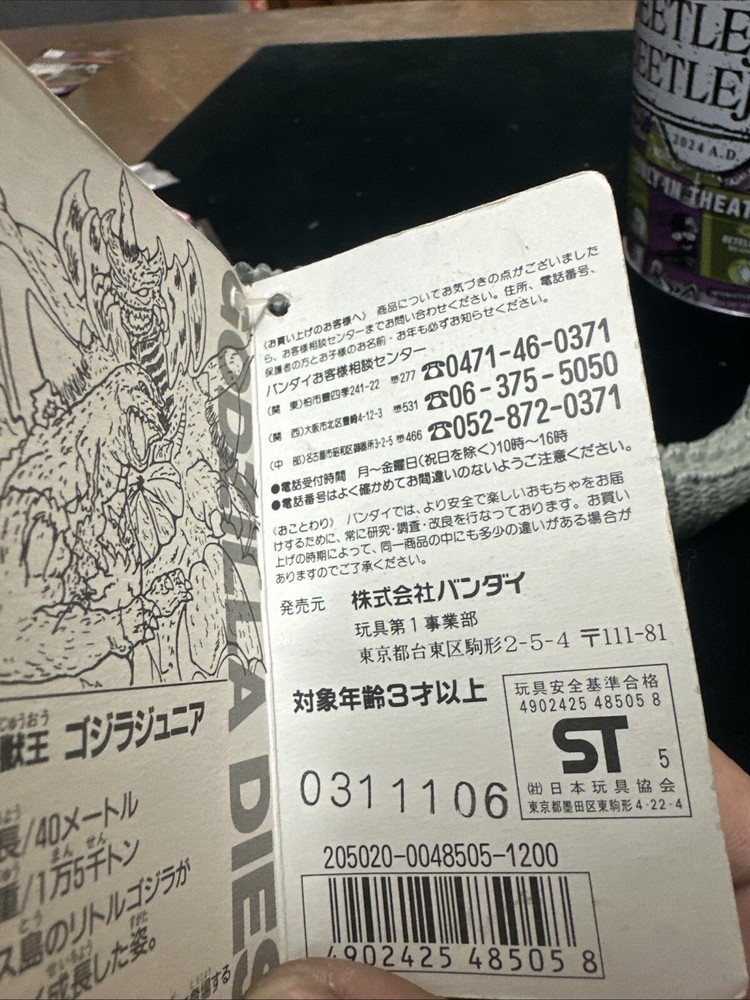 GODZILLA DIES
獣王 ゴジラジュニア
じゅうおう
長/40メートル
重/1万5千トン
ス島のリトルゴジラが
成長した姿。
登場する
〈お買い上げのお客様へ〉 商品についてお気づきの点がございました
ら、お客様相談センターまでお問い合わせください。住所、電話番号、
保護者の方とお子様のお名前・お年も必ずお知らせください。
バンダイお客様相談センター
(関 東)柏市豊四季241-22 〒277 ☎0471-46-0371
(関 西)大阪市北区豊崎4-12-3 〒531 ☎06-375-5050
(中 部)名古屋市昭和区御器所3-2-5 〒466 ☎052-872-0371
●電話受付時間 月〜金曜日(祝日を除く)10時〜16時
●電話番号はよく確かめてお間違いのないようご注意ください。
〈おことわり〉 バンダイでは、より安全で楽しいおもちゃをお届
けするために、常に研究・調査・改良を行なっております。お買い
上げの時期によって、同一商品の中にも多少の違いがある場合が
ありますのでご了承ください。
発売元 株式会社バンダイ
玩具第1事業部
東京都台東区駒形2-5-4 〒111-81
対象年齢3才以上
玩具安全基準合格
4902425 48505 8
ST 5
(社)日本玩具協会
東京都墨田区東駒形4-22-4
0311106
205020-0048505-1200
4902425 48505 8
2024 A.D.